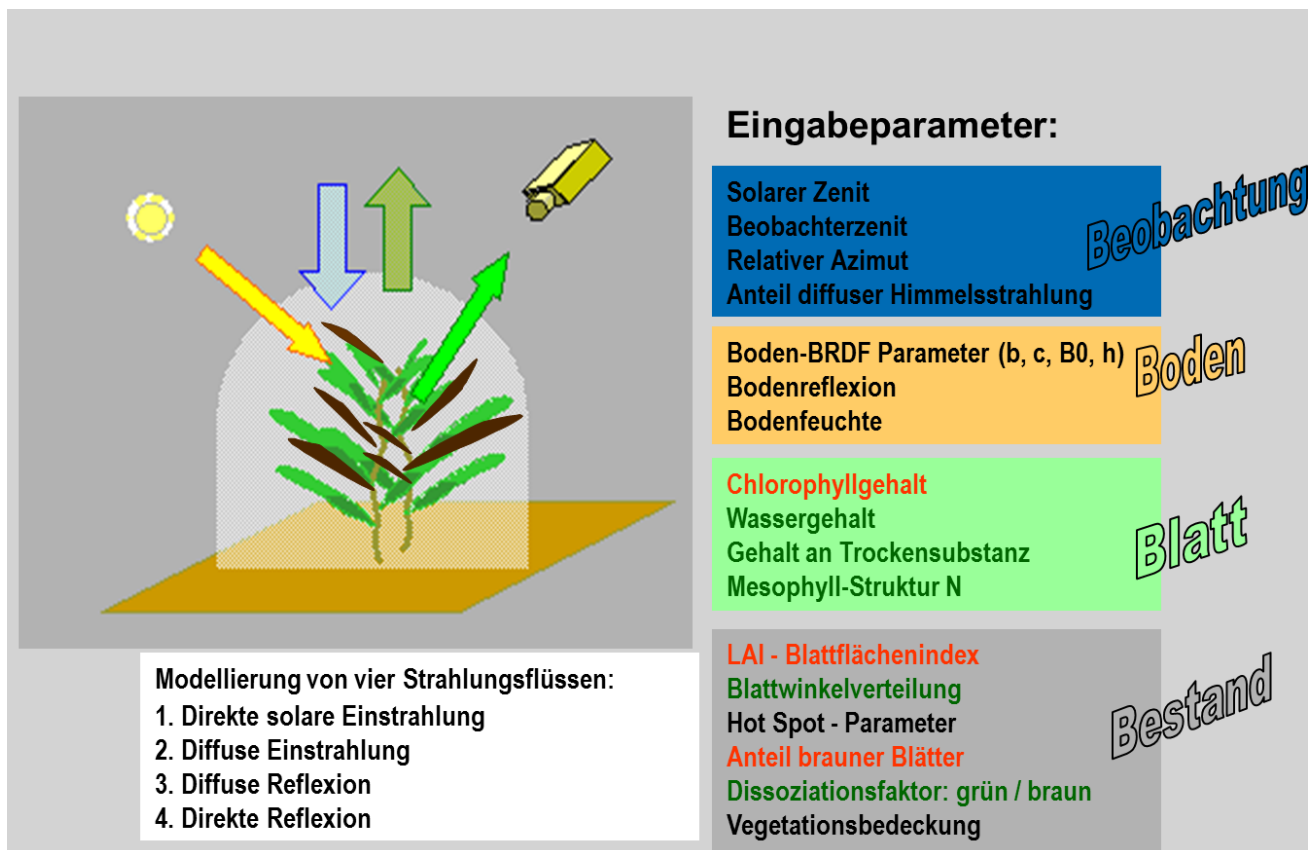 Eingabeparameter:
Solarer Zenit
Beobachterzenit
Relativer Azimut
Anteil diffuser Himmelsstrahlung
Beobachtung
Boden-BRDF Parameter (b, c, B0, h)
Bodenreflexion
Bodenfeuchte
Boden
Chlorophyllgehalt
Wassergehalt
Gehalt an Trockensubstanz
Mesophyll-Struktur N
Blatt
LAI - Blattflächenindex
Blattwinkelverteilung
Hot Spot - Parameter
Anteil brauner Blätter
Dissoziationsfaktor: grün / braun
Vegetationsbedeckung
Bestand
Modellierung von vier Strahlungsflüssen:
1. Direkte solare Einstrahlung
2. Diffuse Einstrahlung
3. Diffuse Reflexion
4. Direkte Reflexion